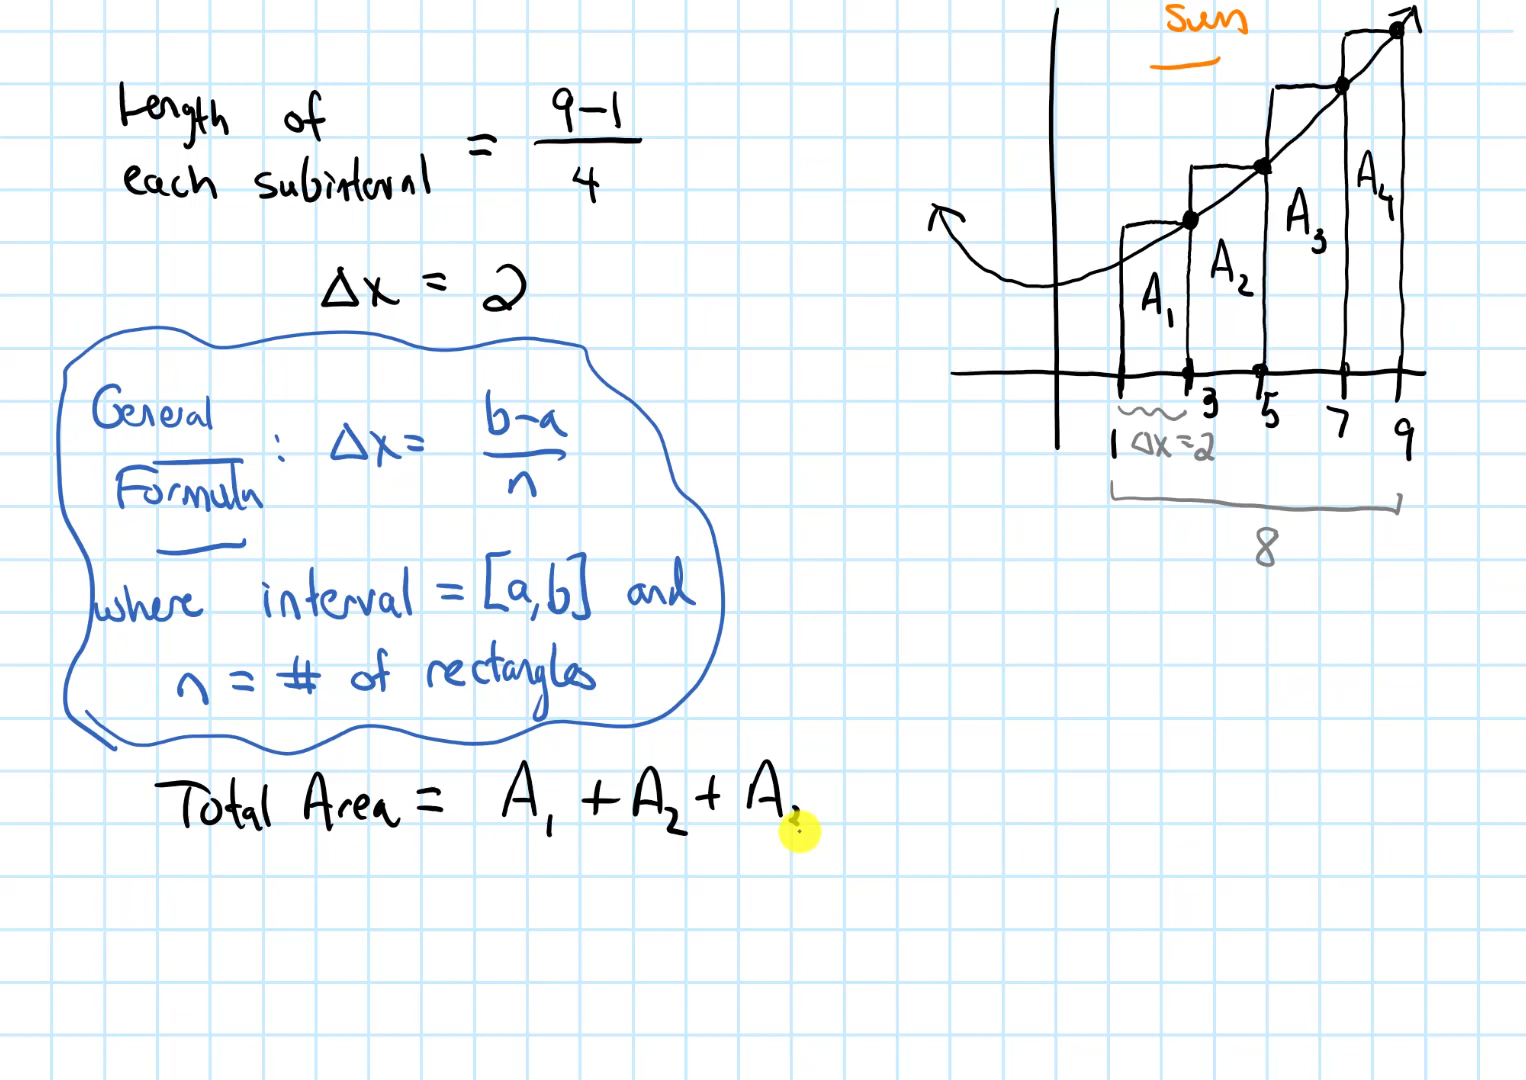 Sum
Length of
each subinterval = 9-1 / 4
Δx = 2
General
Formula : Δx = b-a / n
where interval = [a,b] and
n = # of rectangles
Total Area = A₁ + A₂ + A₃
A₁ A₂ A₃ A₄
1 3 5 7 9
Δx=2
8